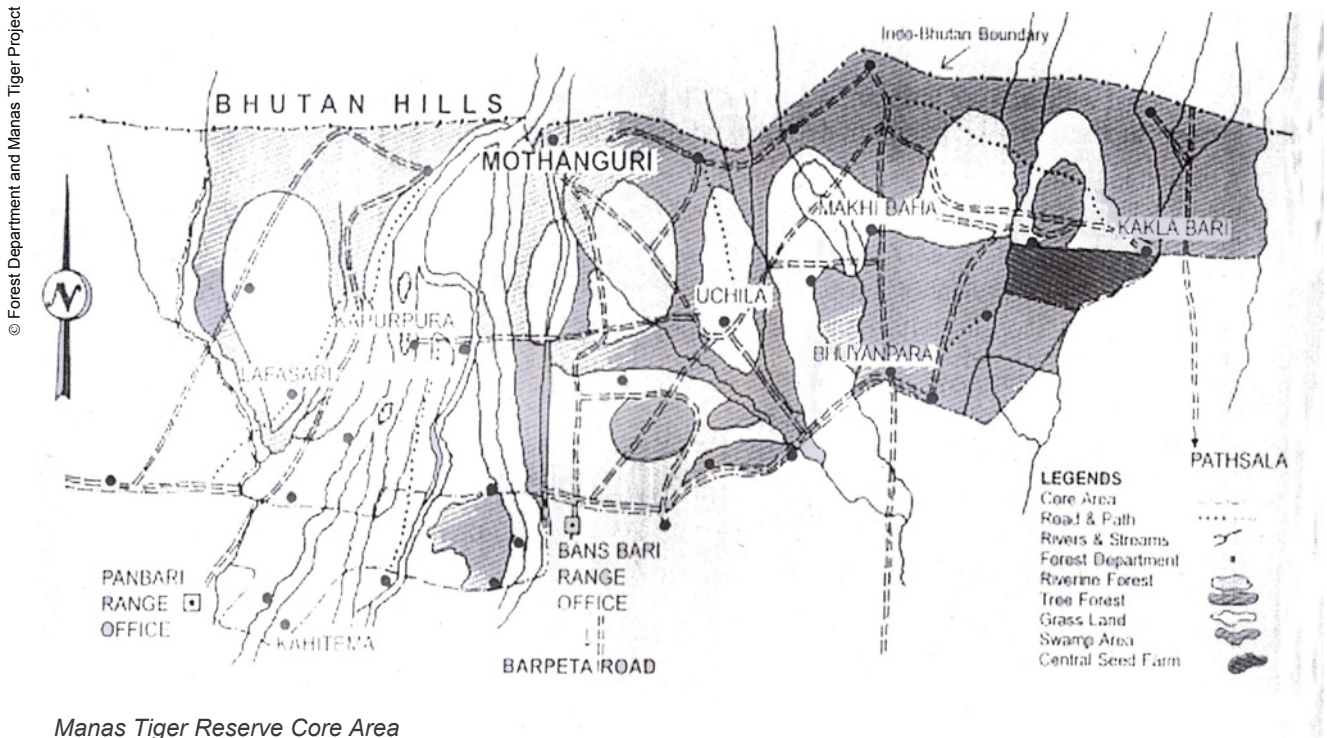 © Forest Department and Manas Tiger Project
Indo-Bhutan Boundary
BHUTAN HILLS
MOTHANGURI
MAKHI BAHA
KAKLA BARI
UCHILA
KAPURPURA
BHUYANPARA
LAFASARI
N
PATHSALA
LEGENDS
Core Area
Road & Path
Rivers & Streams
Forest Department
Riverine Forest
Tree Forest
Grass Land
Swamp Area
Central Seed Farm
BANS BARI
RANGE
OFFICE
PANBARI
RANGE
OFFICE
KAHITEMA
BARPETA ROAD
Manas Tiger Reserve Core Area